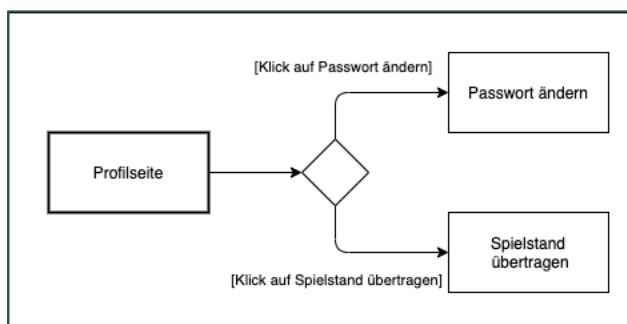 [Klick auf Passwort ändern]
Passwort ändern
Profilseite
Spielstand
übertragen
[Klick auf Spielstand übertragen]